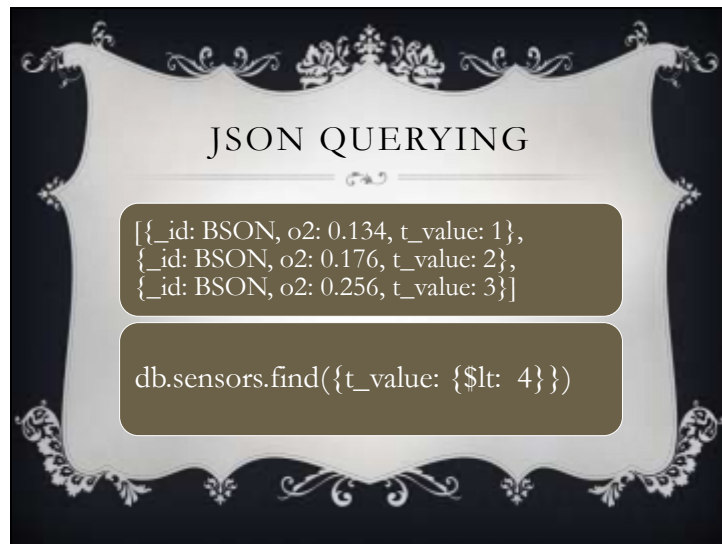 JSON QUERYING
[{_id: BSON, o2: 0.134, t_value: 1},
{_id: BSON, o2: 0.176, t_value: 2},
{_id: BSON, o2: 0.256, t_value: 3}]
db.sensors.find({t_value: {$lt:  4}})